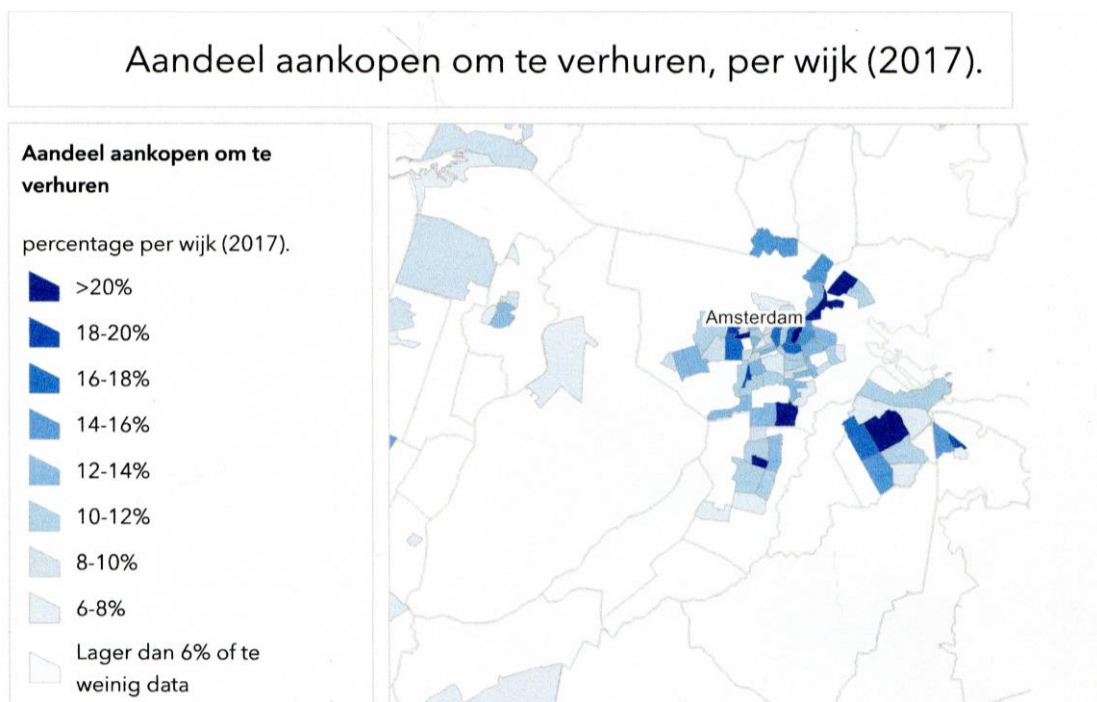 Aandeel aankopen om te verhuren, per wijk (2017).
Aandeel aankopen om te
verhuren
percentage per wijk (2017).
>20%
18-20%
16-18%
14-16%
12-14%
10-12%
8-10%
6-8%
Lager dan 6% of te
weinig data
Amsterdam